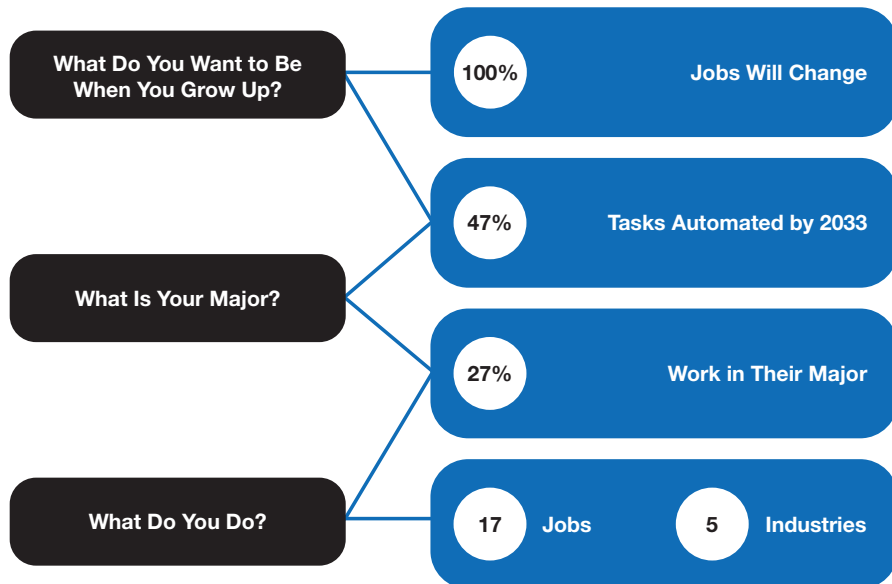 What Do You Want to Be
When You Grow Up?
100%
Jobs Will Change
47%
Tasks Automated by 2033
What Is Your Major?
27%
Work in Their Major
What Do You Do?
17
Jobs
5
Industries